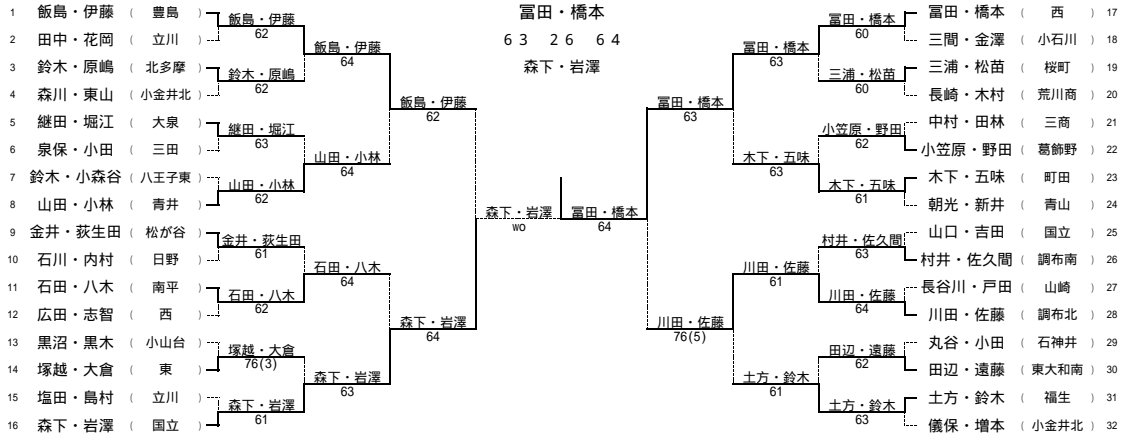 冨田・橋本
63 26 64
森下・岩澤
1 飯島・伊藤 ( 豊島 )
2 田中・花岡 ( 立川 )
3 鈴木・原嶋 ( 北多摩 )
4 森川・東山 ( 小金井北 )
5 継田・堀江 ( 大泉 )
6 泉保・小田 ( 三田 )
7 鈴木・小森谷 ( 八王子東 )
8 山田・小林 ( 青井 )
9 金井・荻生田 ( 松が谷 )
10 石川・内村 ( 日野 )
11 石田・八木 ( 南平 )
12 広田・志智 ( 西 )
13 黒沼・黒木 ( 小山台 )
14 塚越・大倉 ( 東 )
15 塩田・島村 ( 立川 )
16 森下・岩澤 ( 国立 )
飯島・伊藤
62
鈴木・原嶋
62
継田・堀江
63
山田・小林
62
金井・荻生田
61
石田・八木
62
塚越・大倉
76(3)
森下・岩澤
61
飯島・伊藤
64
山田・小林
64
石田・八木
64
森下・岩澤
63
飯島・伊藤
62
森下・岩澤
64
森下・岩澤
wo
冨田・橋本
64
冨田・橋本
63
川田・佐藤
76(5)
冨田・橋本
63
木下・五味
63
川田・佐藤
61
土方・鈴木
61
冨田・橋本
60
三浦・松苗
60
小笠原・野田
62
木下・五味
61
村井・佐久間
63
川田・佐藤
64
田辺・遠藤
62
土方・鈴木
63
冨田・橋本 ( 西 ) 17
三間・金澤 ( 小石川 ) 18
三浦・松苗 ( 桜町 ) 19
長崎・木村 ( 荒川商 ) 20
中村・田林 ( 三商 ) 21
小笠原・野田 ( 葛飾野 ) 22
木下・五味 ( 町田 ) 23
朝光・新井 ( 青山 ) 24
山口・吉田 ( 国立 ) 25
村井・佐久間 ( 調布南 ) 26
長谷川・戸田 ( 山崎 ) 27
川田・佐藤 ( 調布北 ) 28
丸谷・小田 ( 石神井 ) 29
田辺・遠藤 ( 東大和南 ) 30
土方・鈴木 ( 福生 ) 31
儀保・増本 ( 小金井北 ) 32